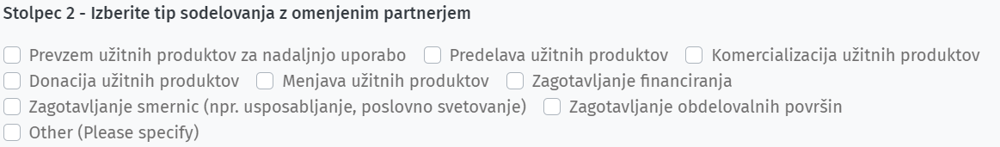 Stolpec 2 - Izberite tip sodelovanja z omenjenim partnerjem
Prevzem užitnih produktov za nadaljnjo uporabo Predelava užitnih produktov Komercializacija užitnih produktov
Donacija užitnih produktov Menjava užitnih produktov Zagotavljanje financiranja
Zagotavljanje smernic (npr. usposabljanje, poslovno svetovanje) Zagotavljanje obdelovalnih površin
Other (Please specify)